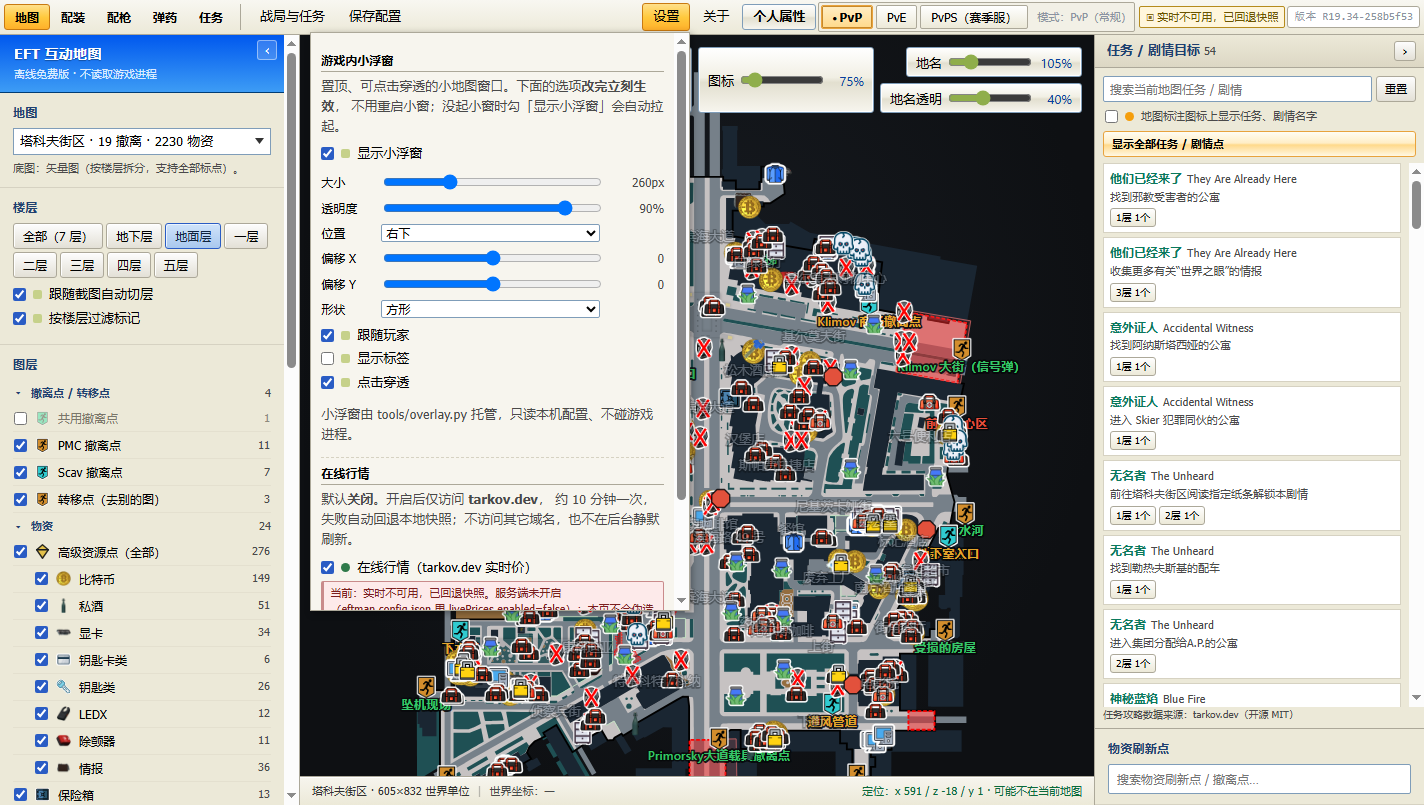 地图 配装 配枪 弹药 任务 战局与任务 保存配置 设置 关于 个人属性 • PvP PvE PvPS（赛季服） 模式：PvP（常规） 实时不可用，已回退快照 版本 R19.34-258b5f53
EFT 互动地图
离线免费版 · 不读取游戏进程
地图
塔科夫街区 · 19 撤离 · 2230 物资
底图：矢量图（按楼层拆分，支持全部标点）。
楼层
全部（7 层） 地下层 地面层 一层
二层 三层 四层 五层
跟随截图自动切层
按楼层过滤标记
图层
撤离点 / 转移点 4
共用撤离点 1
PMC 撤离点 11
Scav 撤离点 7
转移点（去别的图） 3
物资 24
高级资源点（全部） 276
比特币 149
私酒 51
显卡 34
钥匙卡类 6
钥匙类 26
LEDX 12
除颤器 11
情报 36
保险箱 13
游戏内小浮窗
置顶、可点击穿透的小地图窗口。下面的选项改完立刻生
效， 不用重启小窗；没起小窗时勾「显示小浮窗」会自动拉
起。
显示小浮窗
大小 260px
透明度 90%
位置 右下
偏移 X 0
偏移 Y 0
形状 方形
跟随玩家
显示标签
点击穿透
小浮窗由 tools/overlay.py 托管，只读本机配置、不碰游戏
进程。
在线行情
默认关闭。开启后仅访问 tarkov.dev， 约 10 分钟一次，
失败自动回退本地快照；不访问其它域名，也不在后台静默
刷新。
在线行情（tarkov.dev 实时价）
当前：实时不可用，已回退快照。服务端未开启
图标 75%
地名 105%
地名透明 40%
基尔莫大街
Klimov 大街（信号弹）
水河
下室入口
受损的房屋
坠机现场
通风管道
Primorsky大道载具撤离点
塔科夫街区 · 605×832 世界单位 | 世界坐标：—
定位：x 591 / z -18 / y 1 · 可能不在当前地图
任务 / 剧情目标 54
搜索当前地图任务 / 剧情 重置
地图标注图标上显示任务、剧情名字
显示全部任务 / 剧情点
他们已经来了 They Are Already Here
找到邪教受害者的公寓
1层 1个
他们已经来了 They Are Already Here
收集更多有关“世界之眼”的情报
3层 1个
意外证人 Accidental Witness
找到阿纳斯塔西娅的公寓
1层 1个
意外证人 Accidental Witness
进入 Skier 犯罪同伙的公寓
1层 1个
无名者 The Unheard
前往塔科夫街区阅读指定纸条解锁本剧情
1层 1个 2层 1个
无名者 The Unheard
找到勒热夫斯基的配车
1层 1个
无名者 The Unheard
进入集团分配给A.P.的公寓
2层 1个
神秘蓝焰 Blue Fire
任务攻略数据来源：tarkov.dev（开源 MIT）
物资刷新点
搜索物资刷新点 / 撤离点…